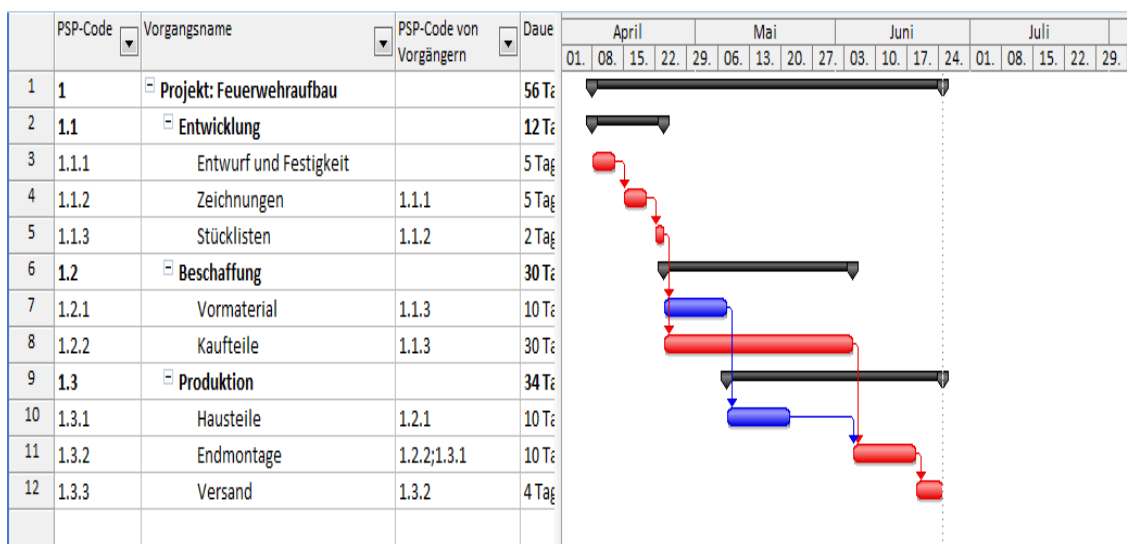 PSP-Code Vorgangsname PSP-Code von Vorgängern Daue April Mai Juni Juli
01. 08. 15. 22. 29. 06. 13. 20. 27. 03. 10. 17. 24. 01. 08. 15. 22. 29.
1 1 Projekt: Feuerwehraufbau 56 Ta
2 1.1 Entwicklung 12 Ta
3 1.1.1 Entwurf und Festigkeit 5 Tag
4 1.1.2 Zeichnungen 1.1.1 5 Tag
5 1.1.3 Stücklisten 1.1.2 2 Tag
6 1.2 Beschaffung 30 Ta
7 1.2.1 Vormaterial 1.1.3 10 Ta
8 1.2.2 Kaufteile 1.1.3 30 Ta
9 1.3 Produktion 34 Ta
10 1.3.1 Hausteile 1.2.1 10 Ta
11 1.3.2 Endmontage 1.2.2;1.3.1 10 Ta
12 1.3.3 Versand 1.3.2 4 Tag